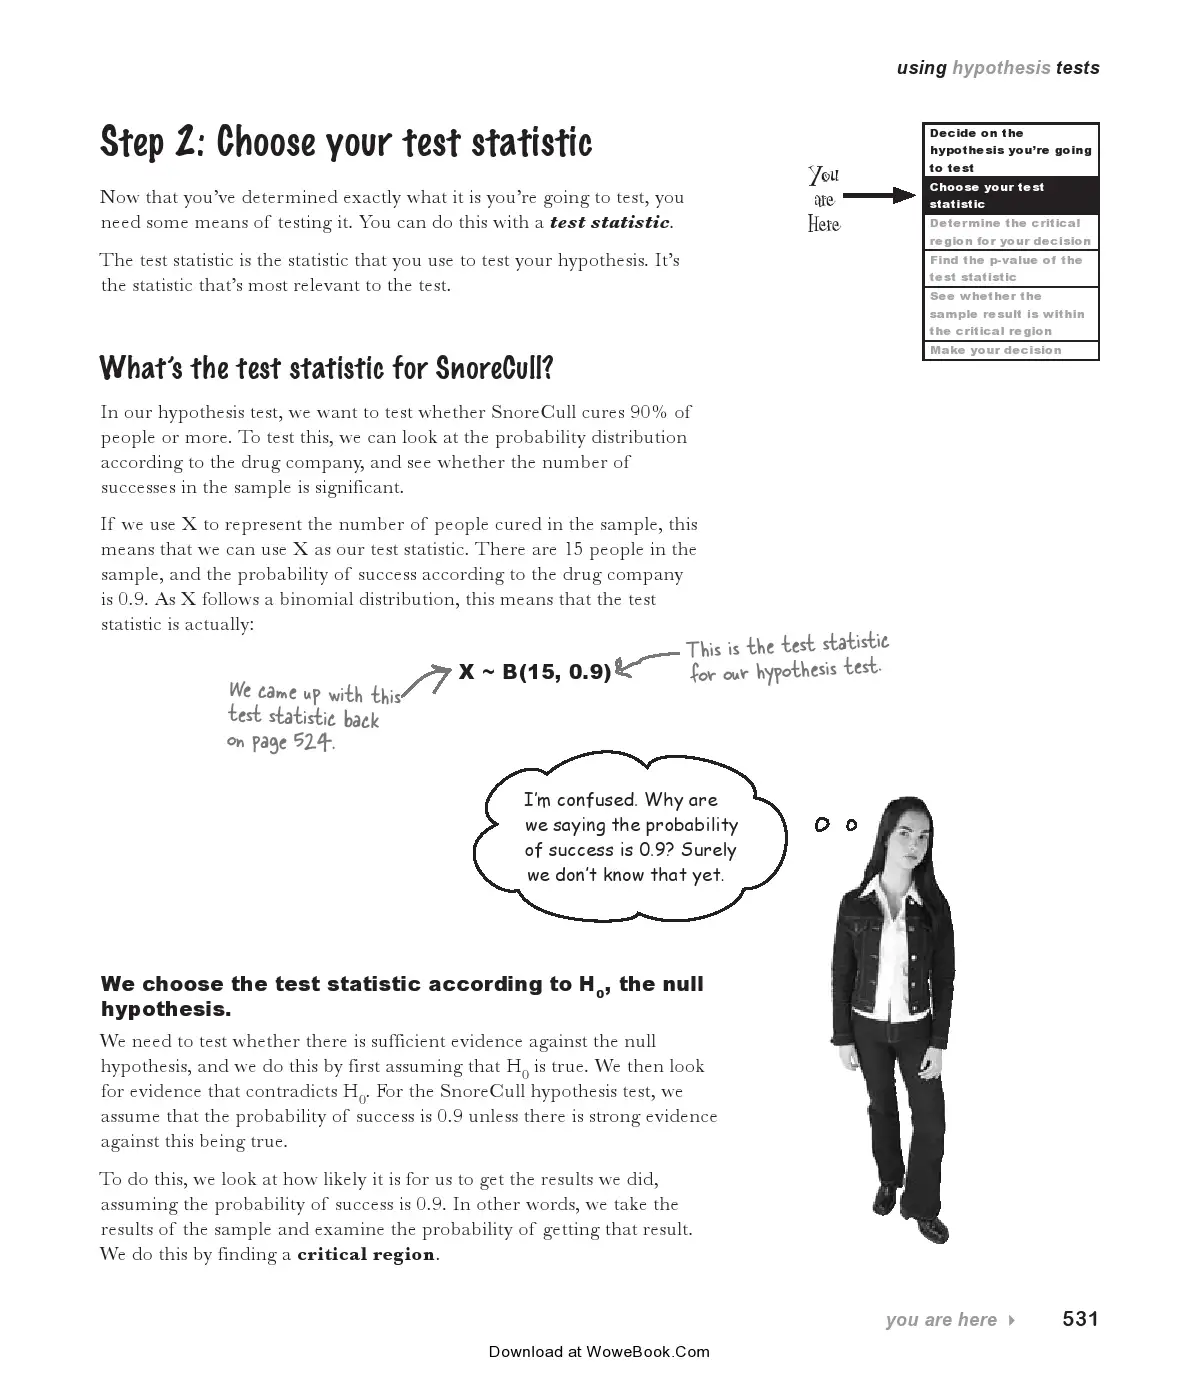 using hypothesis tests
Step 2: Choose your test statistic
Now that you've determined exactly what it is you're going to test, you
need some means of testing it. You can do this with a test statistic.
The test statistic is the statistic that you use to test your hypothesis. It's
the statistic that's most relevant to the test.
You
are
Here
Decide on the
hypothesis you're going
to test
Choose your test
statistic
Determine the critical
region for your decision
Find the p-value of the
test statistic
See whether the
sample result is within
the critical region
Make your decision
What's the test statistic for SnoreCull?
In our hypothesis test, we want to test whether SnoreCull cures 90% of
people or more. To test this, we can look at the probability distribution
according to the drug company, and see whether the number of
successes in the sample is significant.
If we use X to represent the number of people cured in the sample, this
means that we can use X as our test statistic. There are 15 people in the
sample, and the probability of success according to the drug company
is 0.9. As X follows a binomial distribution, this means that the test
statistic is actually:
X ~ B(15, 0.9)
This is the test statistic
for our hypothesis test.
We came up with this
test statistic back
on page 524.
I'm confused. Why are
we saying the probability
of success is 0.9? Surely
we don't know that yet.
We choose the test statistic according to H0, the null
hypothesis.
We need to test whether there is sufficient evidence against the null
hypothesis, and we do this by first assuming that H0 is true. We then look
for evidence that contradicts H0. For the SnoreCull hypothesis test, we
assume that the probability of success is 0.9 unless there is strong evidence
against this being true.
To do this, we look at how likely it is for us to get the results we did,
assuming the probability of success is 0.9. In other words, we take the
results of the sample and examine the probability of getting that result.
We do this by finding a critical region.
you are here 531
Download at WoweBook.Com